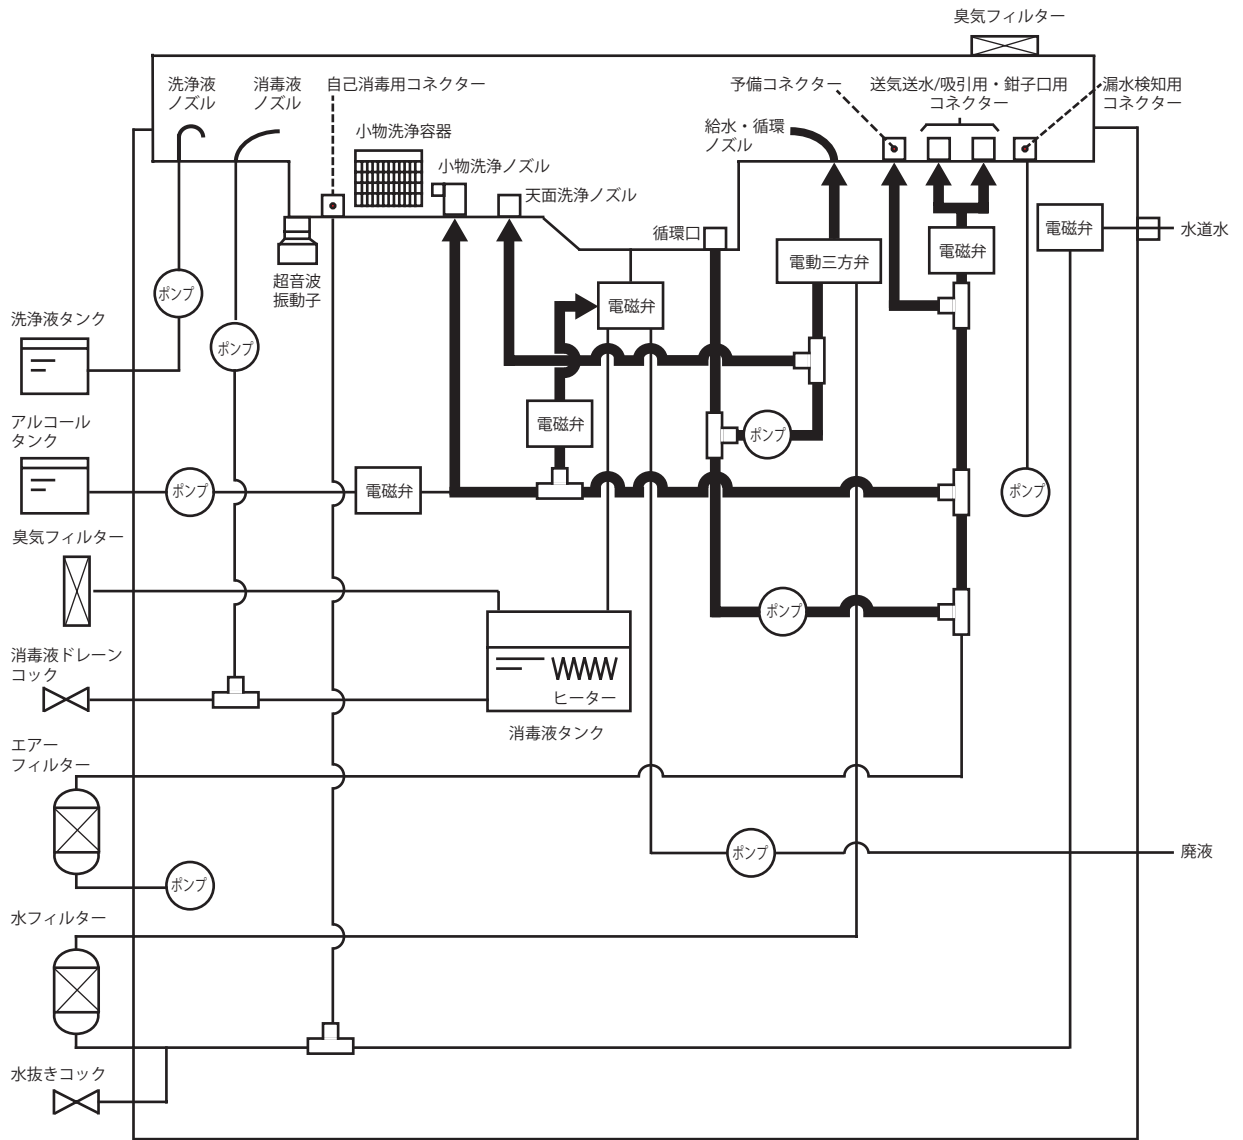 臭気フィルター
洗浄液
ノズル
消毒液
ノズル
自己消毒用コネクター
小物洗浄容器
小物洗浄ノズル
天面洗浄ノズル
予備コネクター
給水・循環
ノズル
送気送水/吸引用・鉗子口用
コネクター
漏水検知用
コネクター
循環口
電磁弁
水道水
電動三方弁
電磁弁
超音波
振動子
ポンプ
電磁弁
洗浄液タンク
ポンプ
アルコール
タンク
電磁弁
ポンプ
ポンプ
電磁弁
ポンプ
臭気フィルター
ポンプ
消毒液ドレーン
コック
ヒーター
消毒液タンク
エアー
フィルター
ポンプ
廃液
ポンプ
水フィルター
水抜きコック